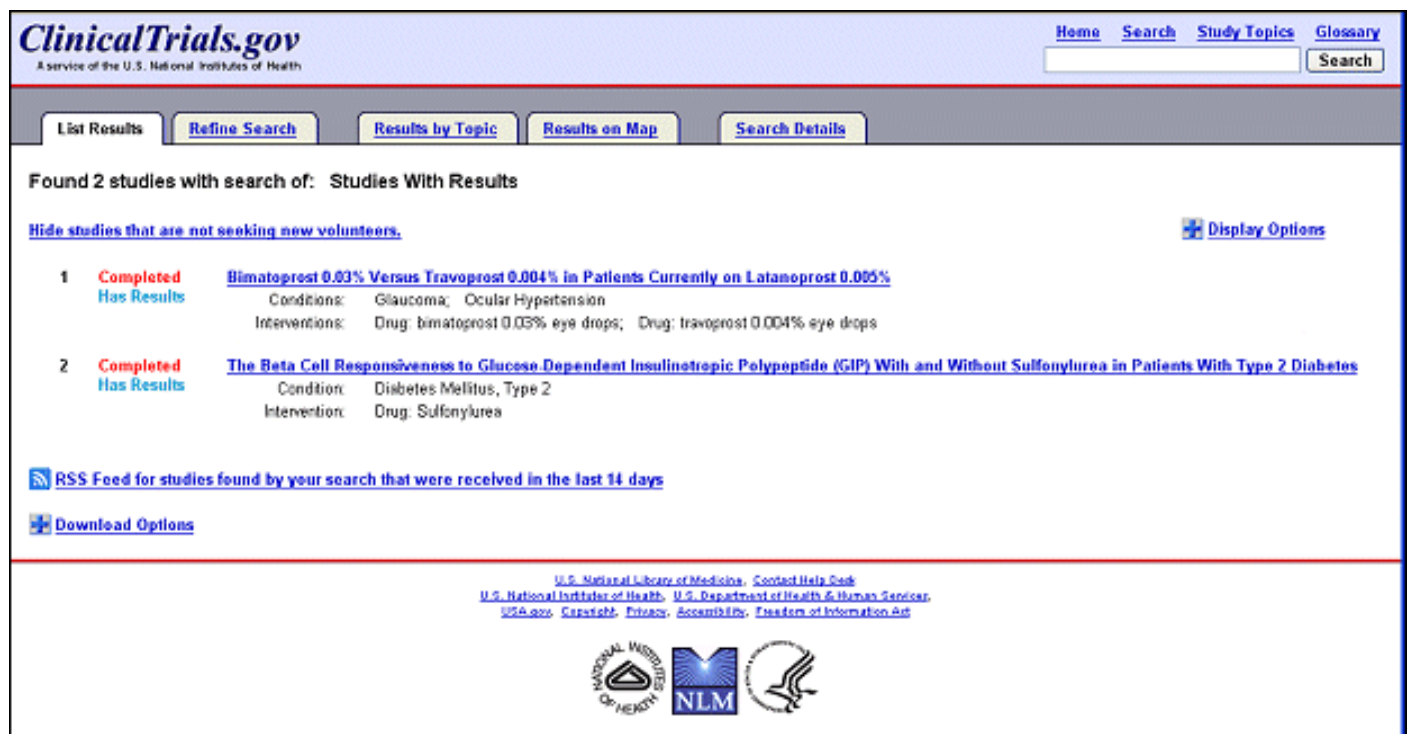 ClinicalTrials.gov
A service of the U.S. National Institutes of Health
Home Search Study Topics Glossary
Search
List Results Refine Search Results by Topic Results on Map Search Details
Found 2 studies with search of: Studies With Results
Hide studies that are not seeking new volunteers.
Display Options
1 Completed Bimatoprost 0.03% Versus Travoprost 0.004% in Patients Currently on Latanoprost 0.005%
Has Results Conditions: Glaucoma; Ocular Hypertension
Interventions: Drug: bimatoprost 0.03% eye drops; Drug: travoprost 0.004% eye drops
2 Completed The Beta Cell Responsiveness to Glucose-Dependent Insulinotropic Polypeptide (GIP) With and Without Sulfonylurea in Patients With Type 2 Diabetes
Has Results Condition: Diabetes Mellitus, Type 2
Intervention: Drug: Sulfonylurea
RSS Feed for studies found by your search that were received in the last 14 days
Download Options
U.S. National Library of Medicine, Contact Help Desk
U.S. National Institutes of Health, U.S. Department of Health & Human Services,
USA.gov, Copyright, Privacy, Accessibility, Freedom of Information Act
NATIONAL INSTITUTES OF HEALTH
NLM